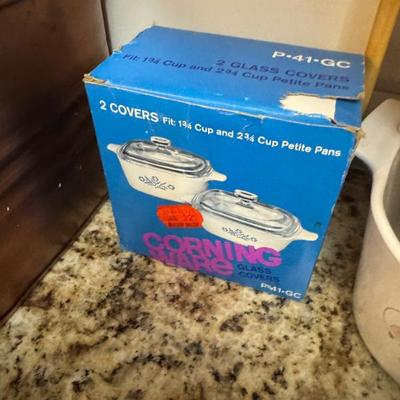 P•41•GC
2 GLASS COVERS
Fit: 1¾ Cup and 2¾ Cup Petite Pans
2 COVERS Fit: 1¾ Cup and 2¾ Cup Petite Pans
CORNING
WARE GLASS
COVERS
P•41•GC